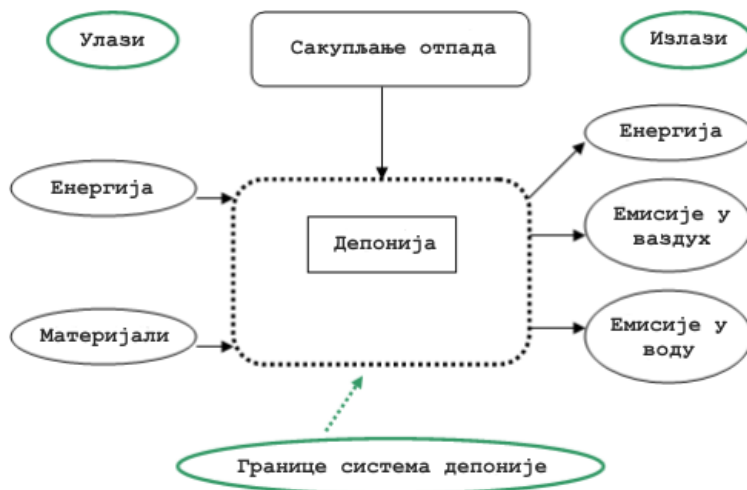 Улази
Сакупљање отпада
Излази
Енергија
Енергија
Депонија
Емисије у
ваздух
Материјали
Емисије у
воду
Границе система депоније